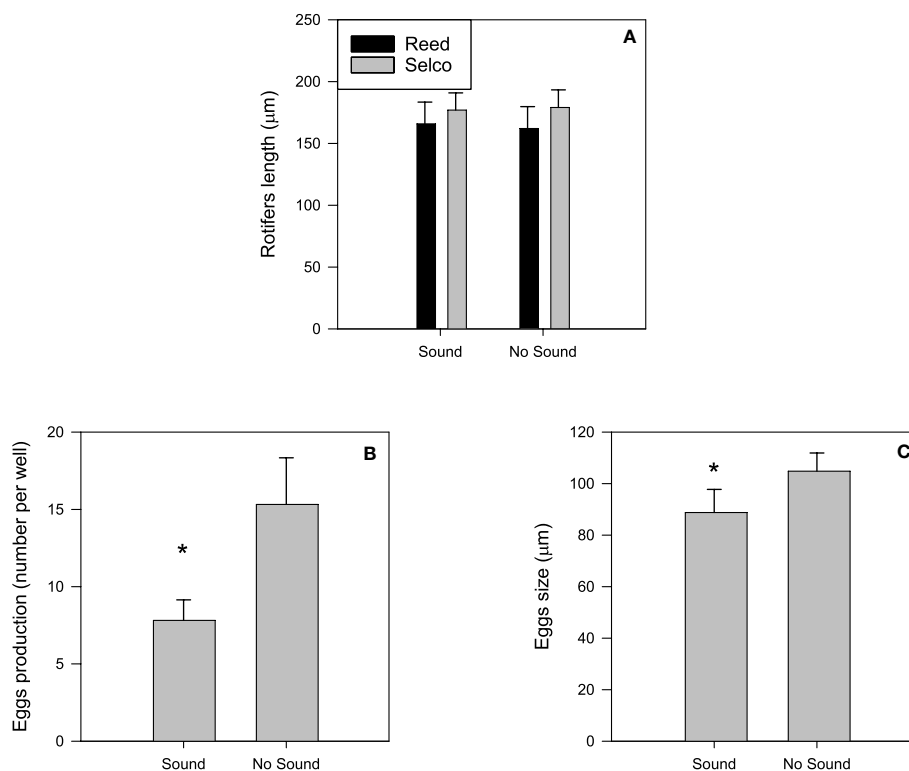 A
Reed
Selco
Rotifers length (μm)
250
200
150
100
50
0
Sound No Sound
B
Eggs production (number per well)
20
15
10
5
0
*
Sound No Sound
C
Eggs size (μm)
120
100
80
60
40
20
0
*
Sound No Sound